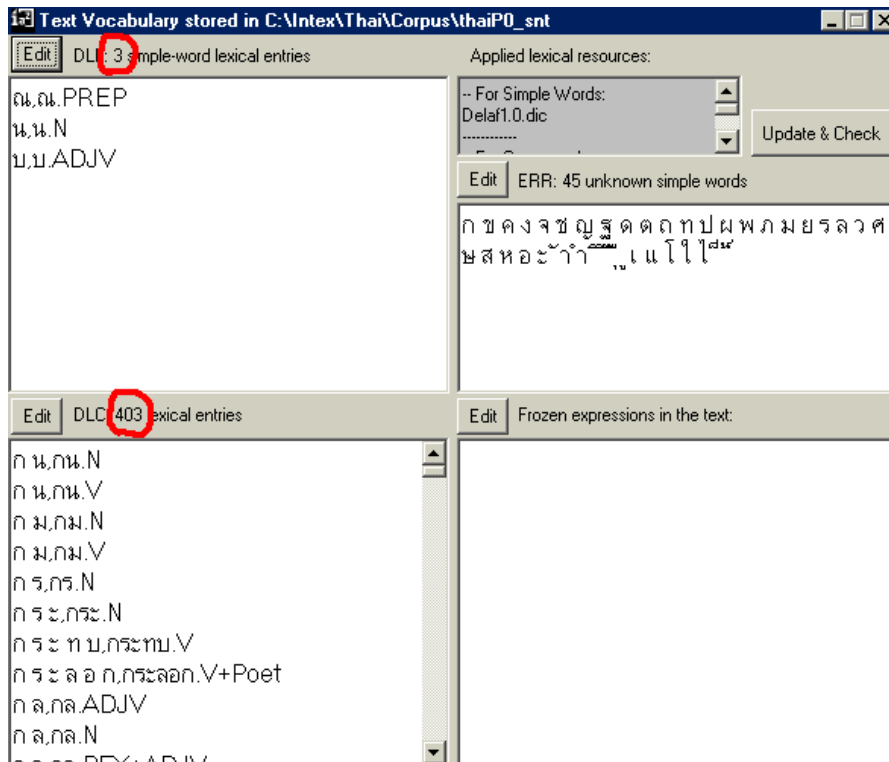 Text Vocabulary stored in C:\Intex\Thai\Corpus\thaiP0_snt
Edit
: 3 simple-word lexical entries
ณ,ณ.PREP
น,น.N
บ,บ.ADJV
Applied lexical resources:
-- For Simple Words:
Delaf1.0.dic
-----------
Update & Check
Edit ERR: 45 unknown simple words
ก ข ค ง จ ช ญ ฐ ด ต ถ ท ป ผ พ ภ ม ย ร ล ว ศ
ษ ส ห อ ะ ั า ำ เ แ โ ใ ไ
Edit DLC 403 lexical entries
ก น,กน.N
ก น,กน.V
ก ม,กม.N
ก ม,กม.V
ก ร,กร.N
ก ร ะ,กระ.N
ก ร ะ ท บ,กระทบ.V
ก ร ะ ล อ ก,กระลอก.V+Poet
ก ล,กล.ADJV
ก ล,กล.N
Edit Frozen expressions in the text: